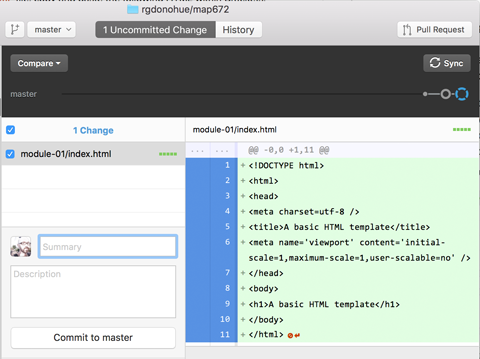 rgdonohue/map672
master
1 Uncommitted Change
History
Pull Request
Compare
Sync
master
1 Change
module-01/index.html
module-01/index.html
Summary
Description
Commit to master
... ... @@ -0,0 +1,11 @@
1 + <!DOCTYPE html>
2 + <html>
3 + <head>
4 + <meta charset=utf-8 />
5 + <title>A basic HTML template</title>
6 + <meta name='viewport' content='initial-
scale=1,maximum-scale=1,user-scalable=no' />
7 + </head>
8 + <body>
9 + <h1>A basic HTML template</h1>
10 + </body>
11 + </html>